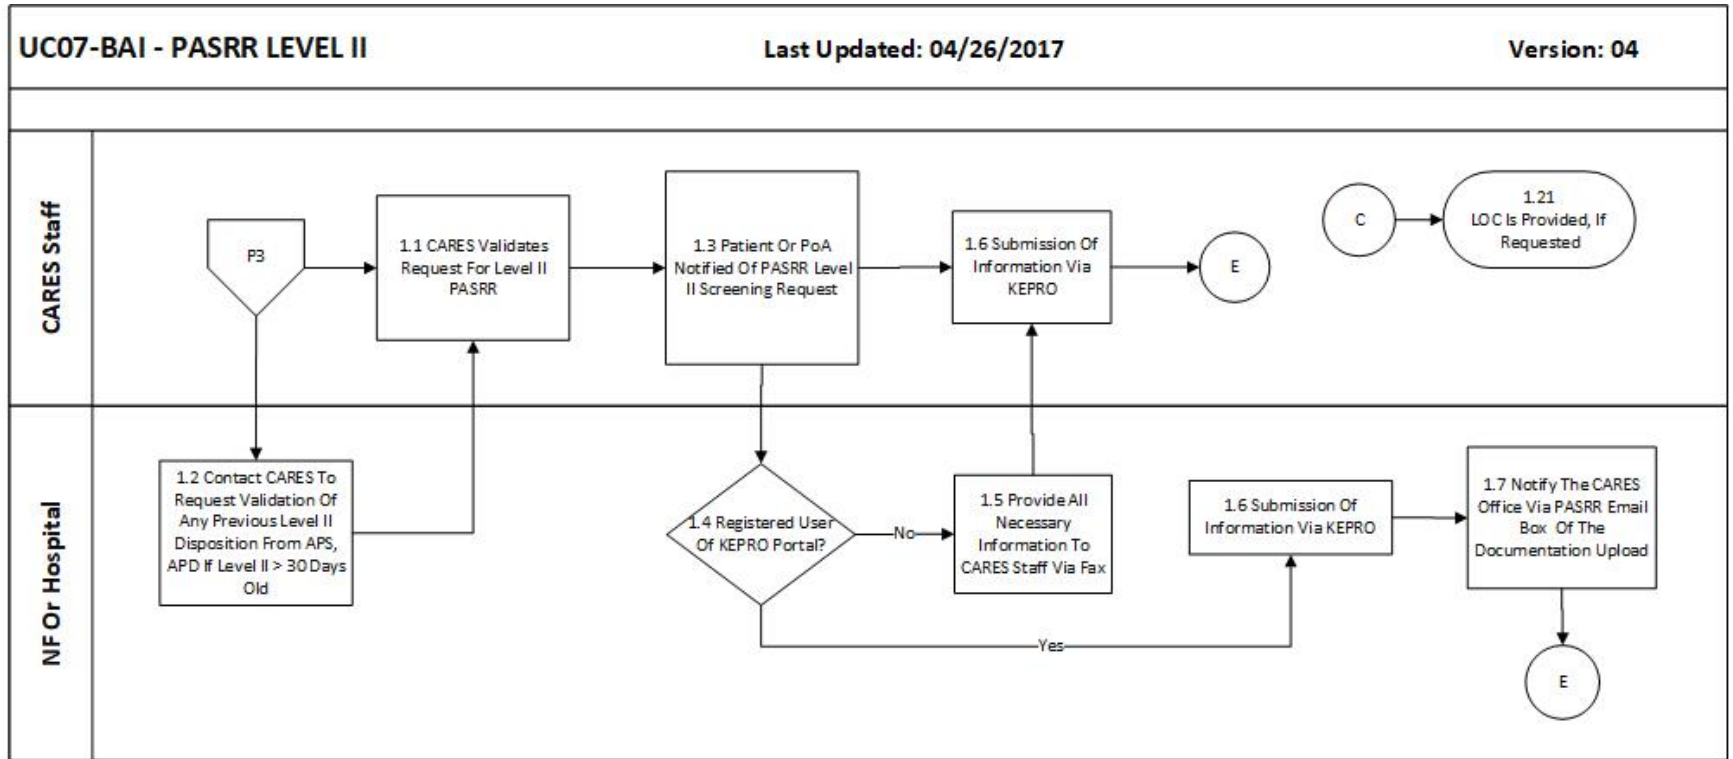 UC07-BAI - PASRR LEVEL II
Last Updated: 04/26/2017
Version: 04
CARES Staff
P3
1.1 CARES Validates
Request For Level II
PASRR
1.3 Patient Or PoA
Notified Of PASRR Level
II Screening Request
1.6 Submission Of
Information Via
KEPRO
E
C
1.21
LOC Is Provided, If
Requested
NF Or Hospital
1.2 Contact CARES To
Request Validation Of
Any Previous Level II
Disposition From APS,
APD If Level II > 30 Days
Old
1.4 Registered User
Of KEPRO Portal?
No
1.5 Provide All
Necessary
Information To
CARES Staff Via Fax
Yes
1.6 Submission Of
Information Via KEPRO
1.7 Notify The CARES
Office Via PASRR Email
Box Of The
Documentation Upload
E